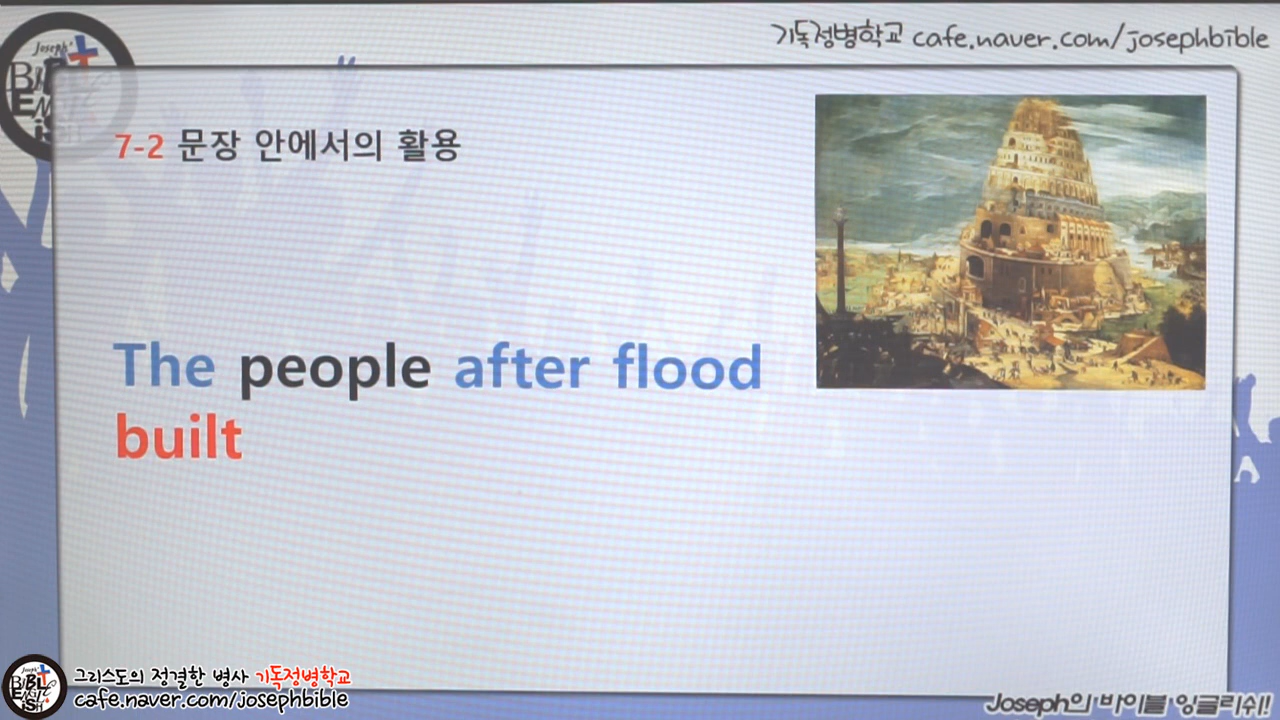 기독정병학교 cafe.naver.com/josephbible
Joseph'
7-2 문장 안에서의 활용
The people after flood
built
그리스도의 정결한 병사 기독정병학교
cafe.naver.com/josephbible
Joseph의 바이블 잉글리쉬!